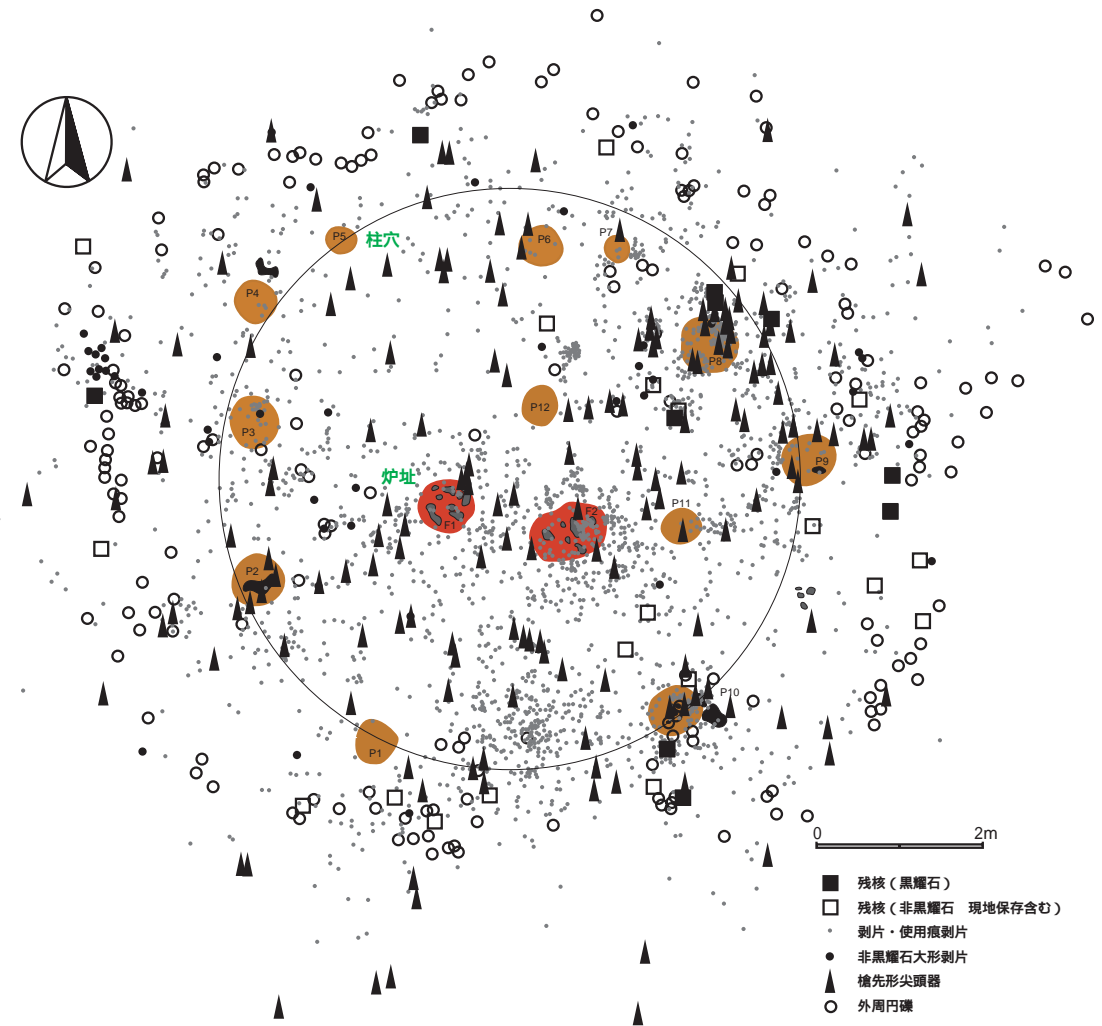 P5 柱穴
P6
P7
P4
P8
P12
P3
P9
炉址
F1
F2
P11
P2
P10
P1
0 2m
残核（黒耀石）
残核（非黒耀石　現地保存含む）
剥片・使用痕剥片
非黒耀石大形剥片
槍先形尖頭器
外周円礫